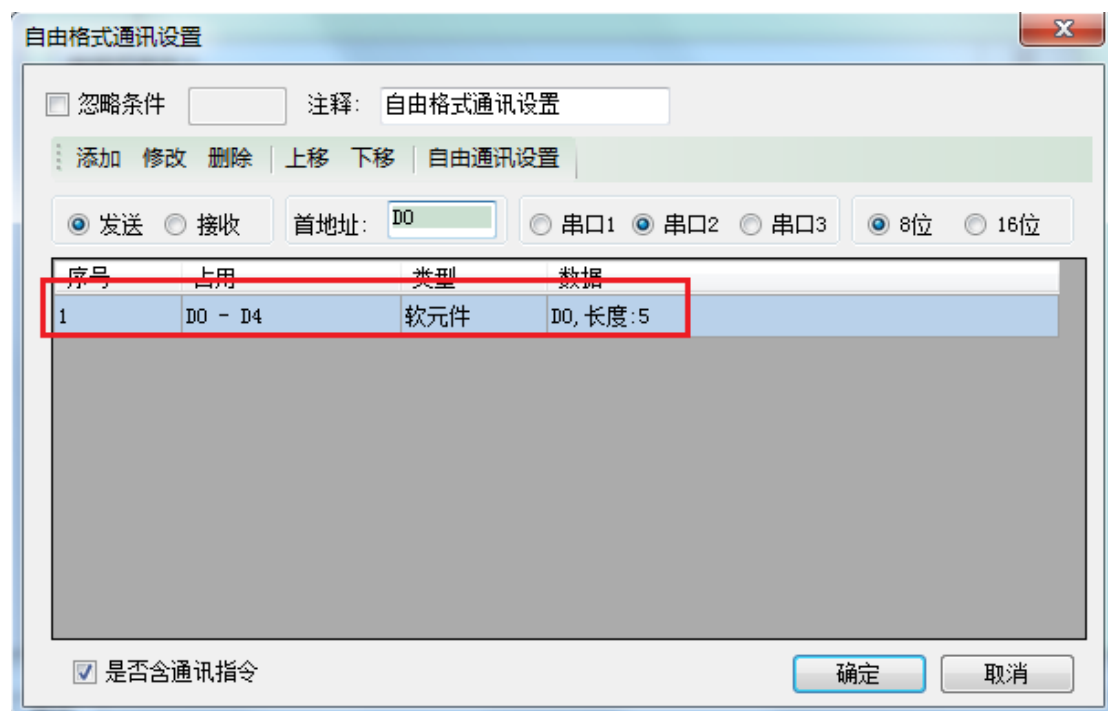 自由格式通讯设置
忽略条件 注释: 自由格式通讯设置
添加 修改 删除 上移 下移 自由通讯设置
发送 接收 首地址: D0 串口1 串口2 串口3 8位 16位
序号 占用 类型 数据
1 D0 - D4 软元件 D0,长度:5
是否含通讯指令 确定 取消